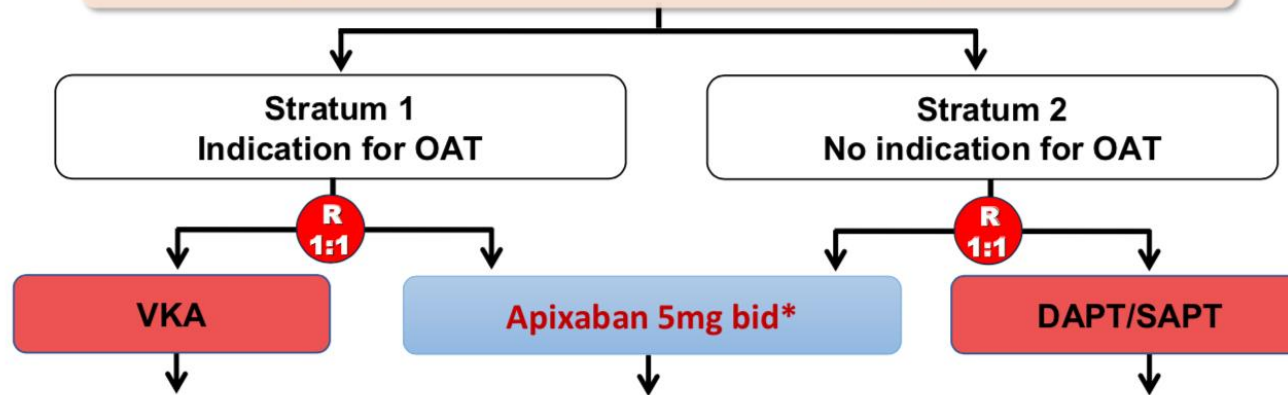 Stratum 1
Indication for OAT
Stratum 2
No indication for OAT
R
1:1
R
1:1
VKA
Apixaban 5mg bid*
DAPT/SAPT